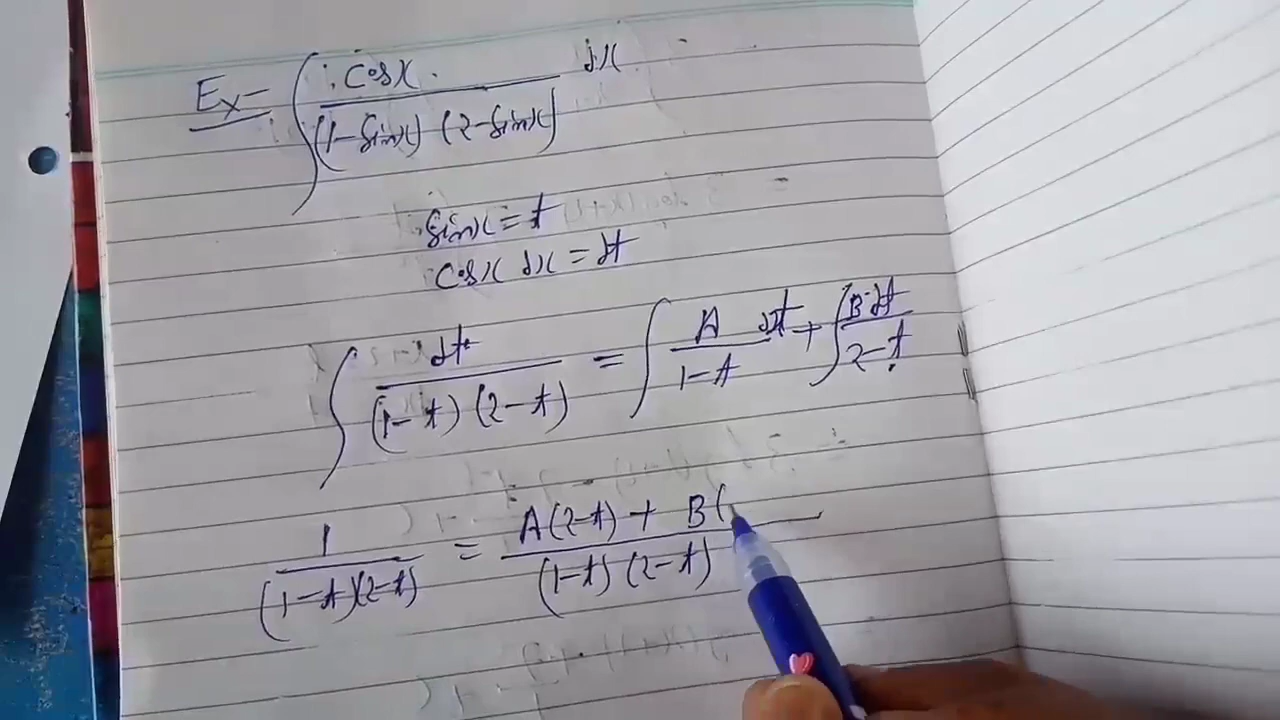 Ex- ∫ cosx / (1-sinx) (2-sinx) dx
sinx = t
cosx dx = dt
∫ dt / (1-t) (2-t) = ∫ A / 1-t dt + ∫ B dt / 2-t
1 / (1-t)(2-t) = A(2-t) + B( / (1-t) (2-t)